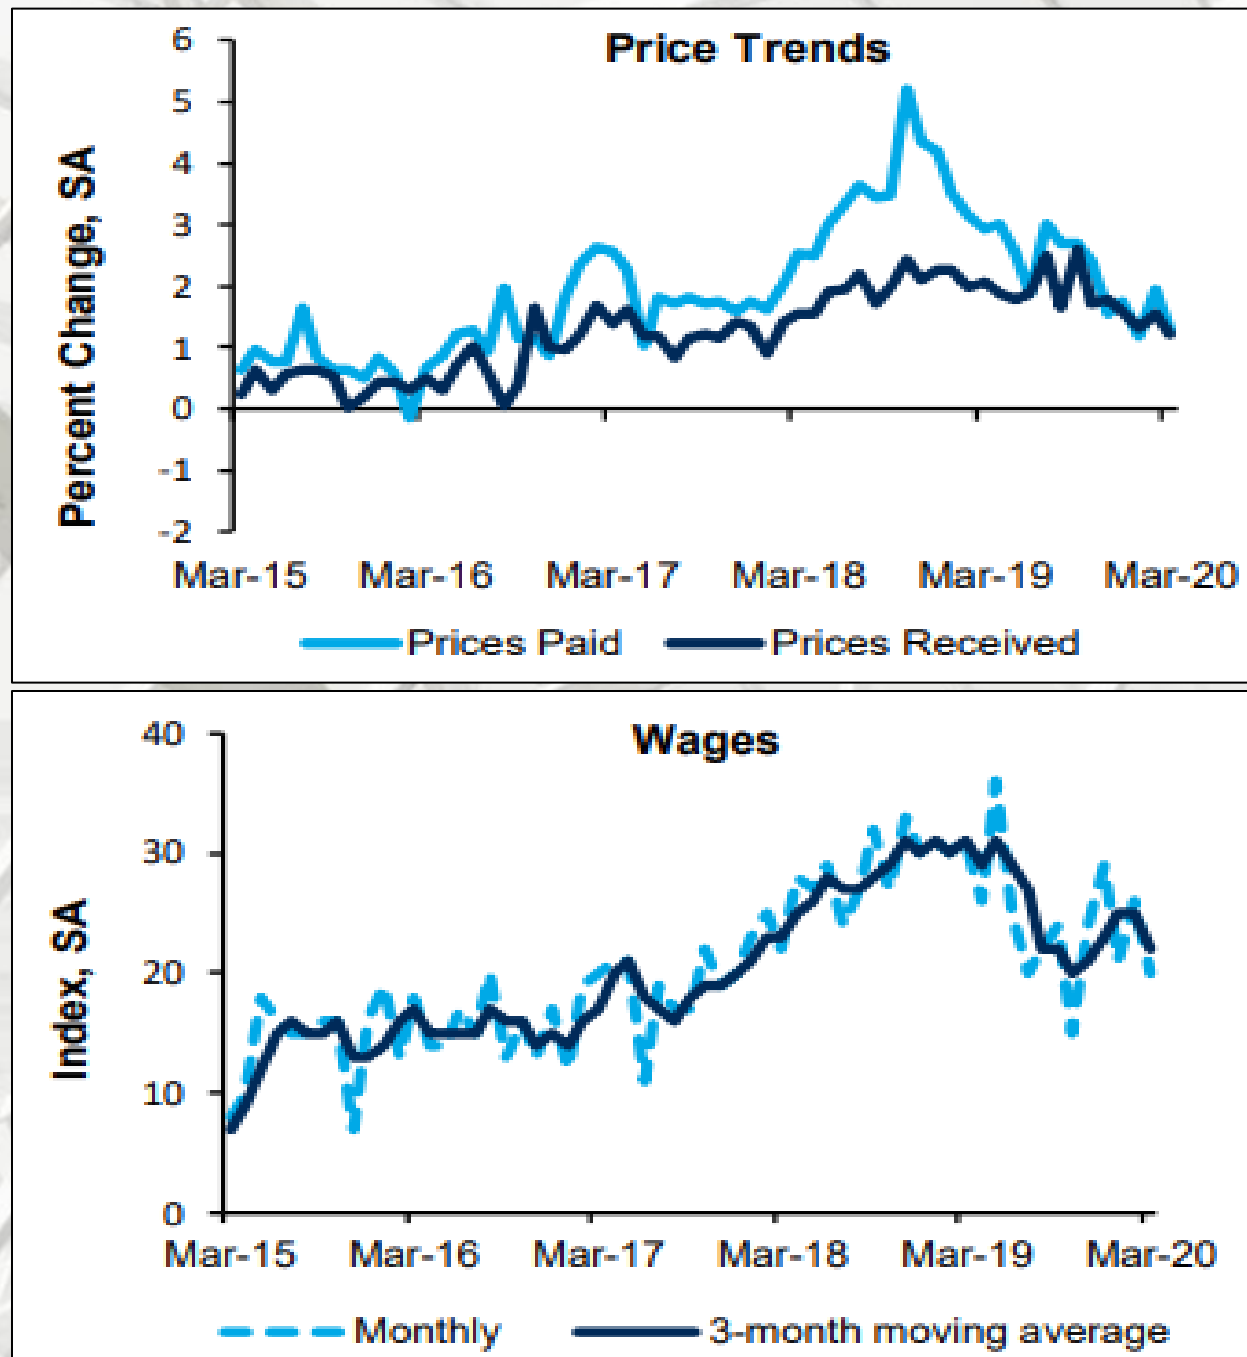 Price Trends
Percent Change, SA
6
5
4
3
2
1
0
-1
-2
Mar-15 Mar-16 Mar-17 Mar-18 Mar-19 Mar-20
Prices Paid Prices Received
Wages
Index, SA
40
30
20
10
0
Mar-15 Mar-16 Mar-17 Mar-18 Mar-19 Mar-20
Monthly 3-month moving average